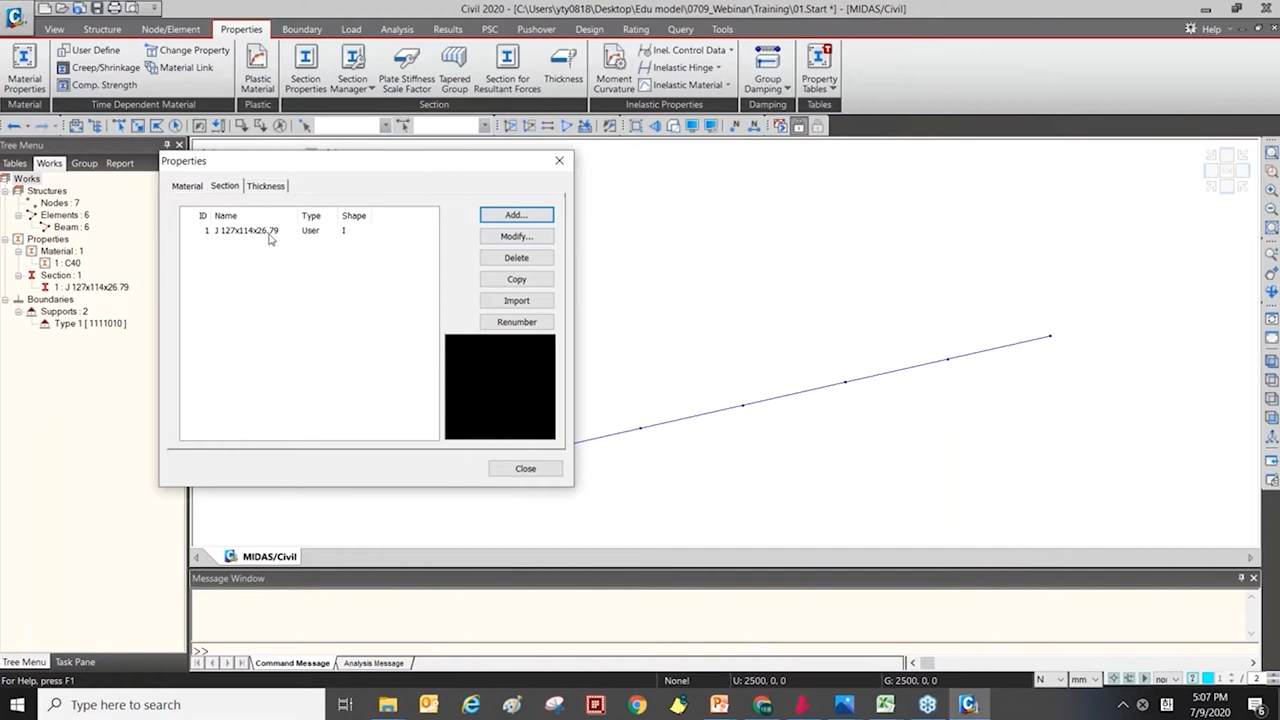 Civil 2020 - [C:\Users\yty0818\Desktop\Edu model\0709_Webinar\Training\01.Start *] - [MIDAS/Civil]
View Structure Node/Element Properties Boundary Load Analysis Results PSC Pushover Design Rating Query Tools Help
Material Properties
User Define
Creep/Shrinkage
Comp. Strength
Change Property
Material Link
Plastic Material
Section Properties
Section Manager
Plate Stiffness Scale Factor
Tapered Group
Section for Resultant Forces
Thickness
Moment Curvature
Inel. Control Data
Inelastic Hinge
Inelastic Material
Group Damping
Property Tables
Material Time Dependent Material Plastic Section Inelastic Properties Damping Tables
Tree Menu
Tables Works Group Report
Works
Structures
Nodes : 7
Elements : 6
Beam : 6
Properties
Material : 1
1 : C40
Section : 1
1 : J 127x114x26.79
Boundaries
Supports : 2
Type 1 [ 1111010 ]
Properties
Material Section Thickness
ID Name Type Shape
1 J 127x114x26.79 User I
Add...
Modify...
Delete
Copy
Import
Renumber
Close
MIDAS/Civil
Message Window
>>
Command Message Analysis Message
Tree Menu Task Pane
For Help, press F1
None! U: 2500, 0, 0 G: 2500, 0, 0 N mm 2
Type here to search
5:07 PM
7/9/2020
6